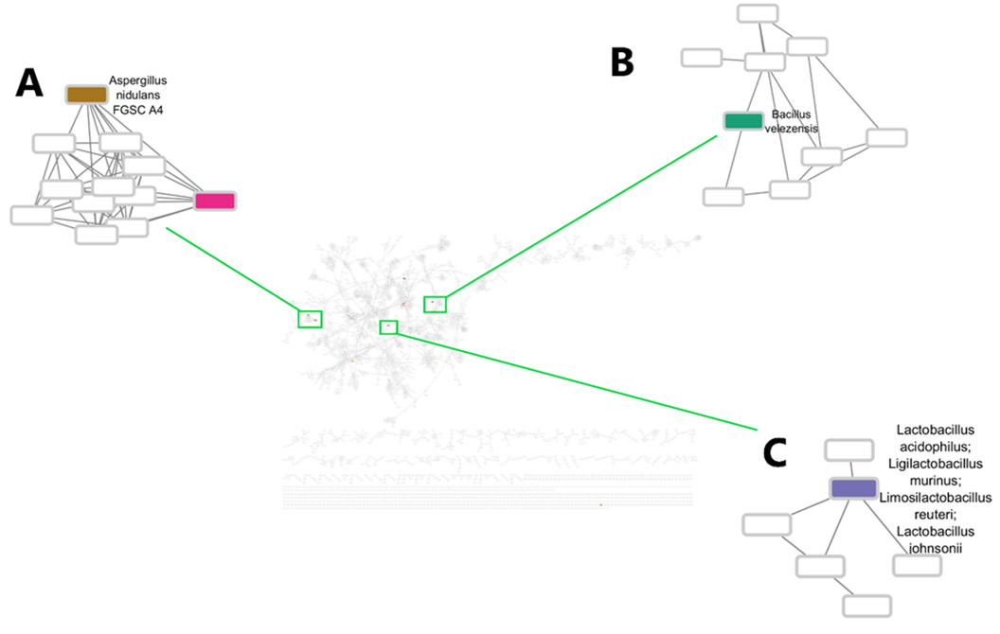 A
Aspergillus
nidulans
FGSC A4
B
Bacillus
velezensis
C
Lactobacillus
acidophilus;
Ligilactobacillus
murinus;
Limosilactobacillus
reuteri;
Lactobacillus
johnsonii